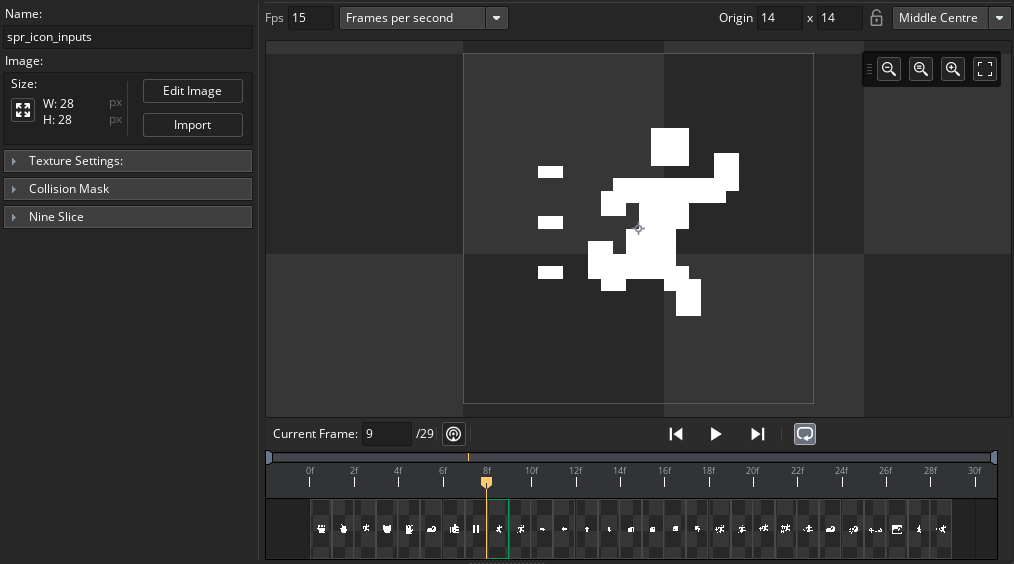 Name:
spr_icon_inputs
Image:
Size:
W: 28 px
H: 28 px
Edit Image
Import
Texture Settings:
Collision Mask
Nine Slice
Fps 15 Frames per second Origin 14 x 14 Middle Centre
Current Frame: 9 /29
0f 2f 4f 6f 8f 10f 12f 14f 16f 18f 20f 22f 24f 26f 28f 30f